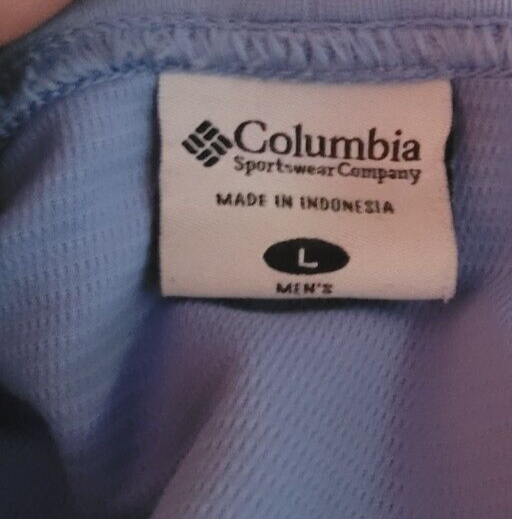 Columbia
Sportswear Company
MADE IN INDONESIA
L
MEN'S